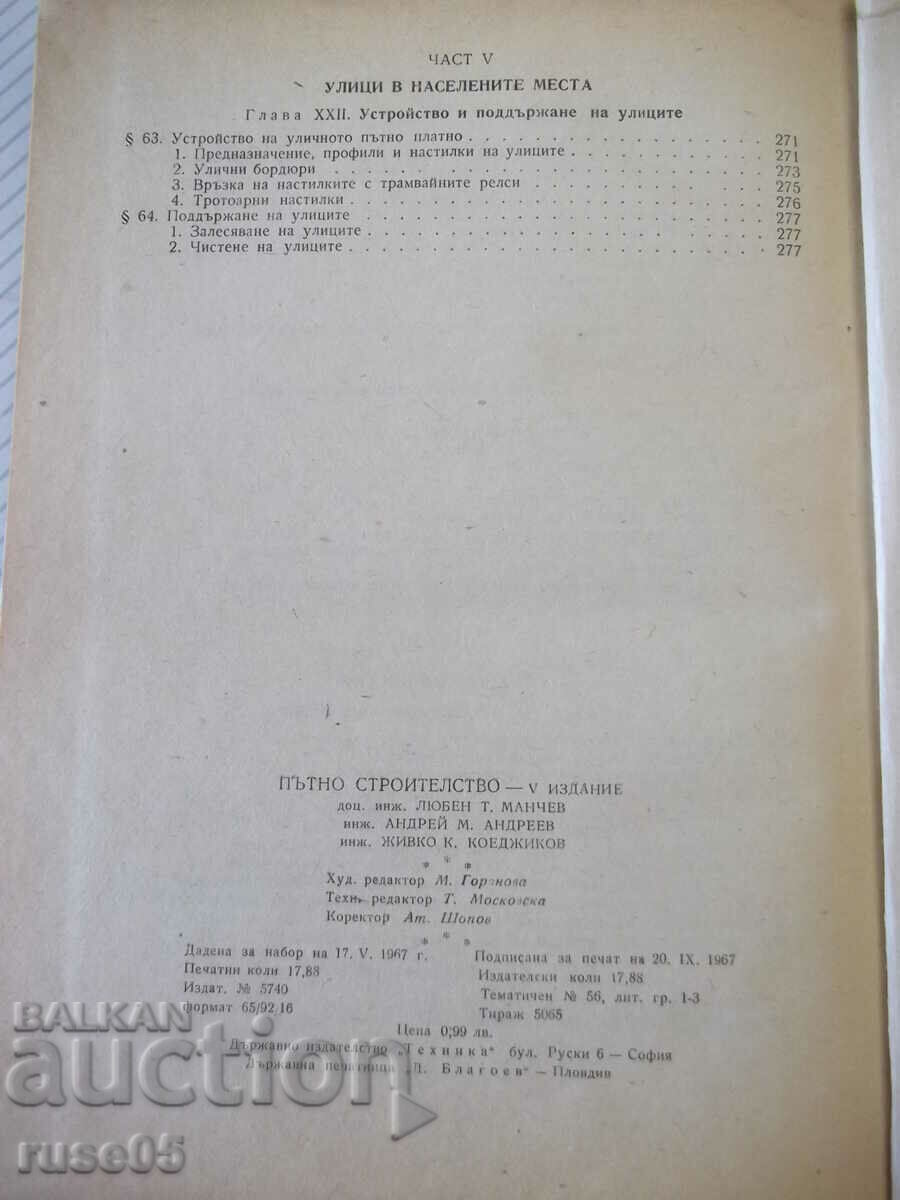 ЧАСТ V
УЛИЦИ В НАСЕЛЕНИТЕ МЕСТА
Глава XXII. Устройство и поддържане на улиците
§ 63. Устройство на уличното пътно платно . . . . . . . . . . . . . . . . 271
1. Предназначение, профили и настилки на улиците . . . . . . . . . . 271
2. Улични бордюри . . . . . . . . . . . . . . . . . . . . . . 273
3. Връзка на настилките с трамвайните релси . . . . . . . . . . . 275
4. Тротоарни настилки . . . . . . . . . . . . . . . . . . . . . 276
§ 64. Поддържане на улиците . . . . . . . . . . . . . . . . . . . . 277
1. Залесяване на улиците . . . . . . . . . . . . . . . . . . . . 277
2. Чистене на улиците . . . . . . . . . . . . . . . . . . . . . 277
ПЪТНО СТРОИТЕЛСТВО — V ИЗДАНИЕ
доц. инж. ЛЮБЕН Т. МАНЧЕВ
инж. АНДРЕЙ М. АНДРЕЕВ
инж. ЖИВКО К. КОЕДЖИКОВ
* * *
Худ. редактор М.
Техн. редактор Т. Московска
Коректор Ат. Шопов
* * *
Дадена за набор на 17. V. 1967 г. Подписана за печат на 20. IX. 1967
Печатни коли 17,88 Издателски коли 17,88
Издат. № 5740 Тематичен № 56, лит. гр. 1-3
формат 65/92,16 Тираж 5065
Цена 0,99 лв.
Държавно издателство „Техника“ бул. Руски 6 — София
Държавна печатница „Д. Благоев“ — Пловдив
BALKAN
auction
ruse05